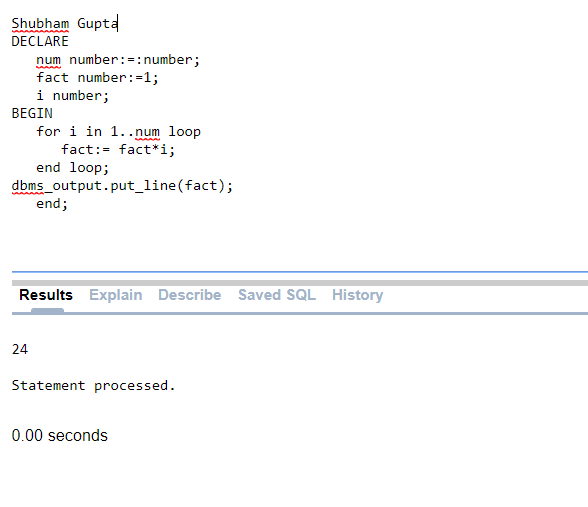 Shubham Gupta
DECLARE
num number:=:number;
fact number:=1;
i number;
BEGIN
for i in 1..num loop
fact:= fact*i;
end loop;
dbms_output.put_line(fact);
end;
Results Explain Describe Saved SQL History
24
Statement processed.
0.00 seconds